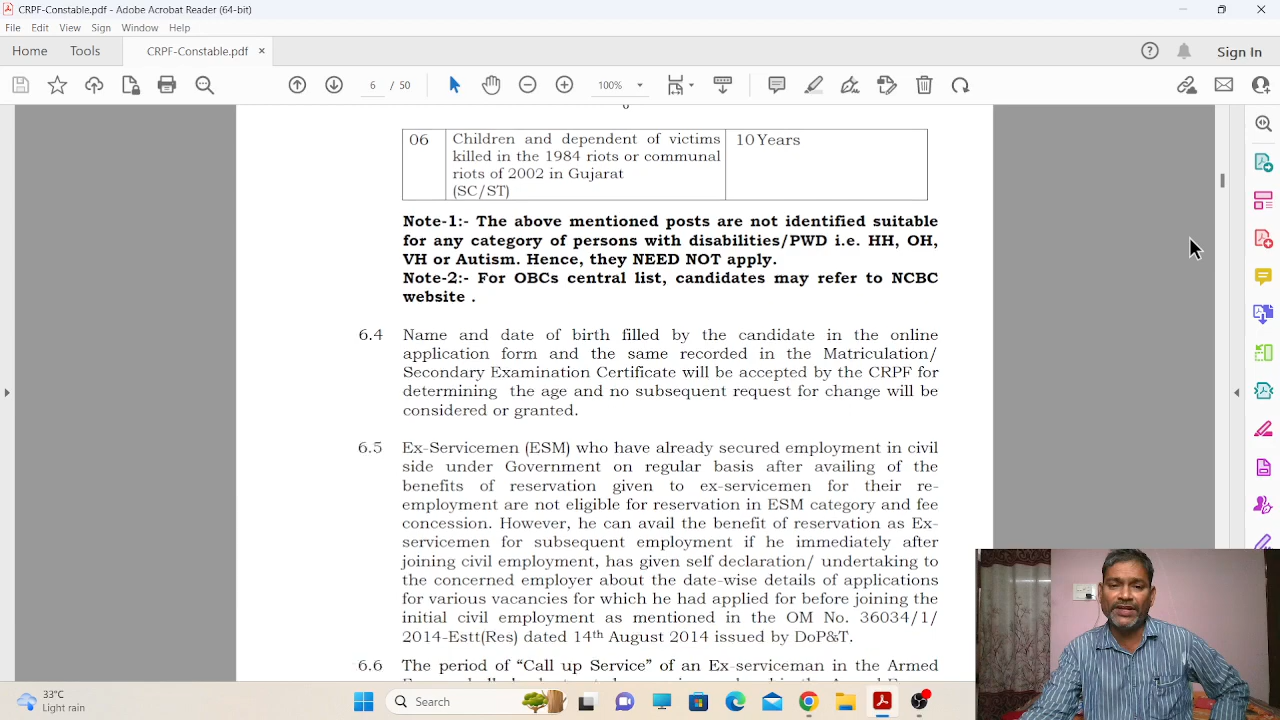 CRPF-Constable.pdf - Adobe Acrobat Reader (64-bit)
File Edit View Sign Window Help
Home Tools CRPF-Constable.pdf × Sign In
6 / 50 100%
06 Children and dependent of victims 10 Years
killed in the 1984 riots or communal
riots of 2002 in Gujarat
(SC/ST)
Note-1:- The above mentioned posts are not identified suitable
for any category of persons with disabilities/PWD i.e. HH, OH,
VH or Autism. Hence, they NEED NOT apply.
Note-2:- For OBCs central list, candidates may refer to NCBC
website .
6.4 Name and date of birth filled by the candidate in the online
application form and the same recorded in the Matriculation/
Secondary Examination Certificate will be accepted by the CRPF for
determining the age and no subsequent request for change will be
considered or granted.
6.5 Ex-Servicemen (ESM) who have already secured employment in civil
side under Government on regular basis after availing of the
benefits of reservation given to ex-servicemen for their re-
employment are not eligible for reservation in ESM category and fee
concession. However, he can avail the benefit of reservation as Ex-
servicemen for subsequent employment if he immediately after
joining civil employment, has given self declaration/ undertaking to
the concerned employer about the date-wise details of applications
for various vacancies for which he had applied for before joining the
initial civil employment as mentioned in the OM No. 36034/1/
2014-Estt(Res) dated 14th August 2014 issued by DoP&T.
6.6 The period of “Call up Service” of an Ex-serviceman in the Armed
33°C
Light rain
Search